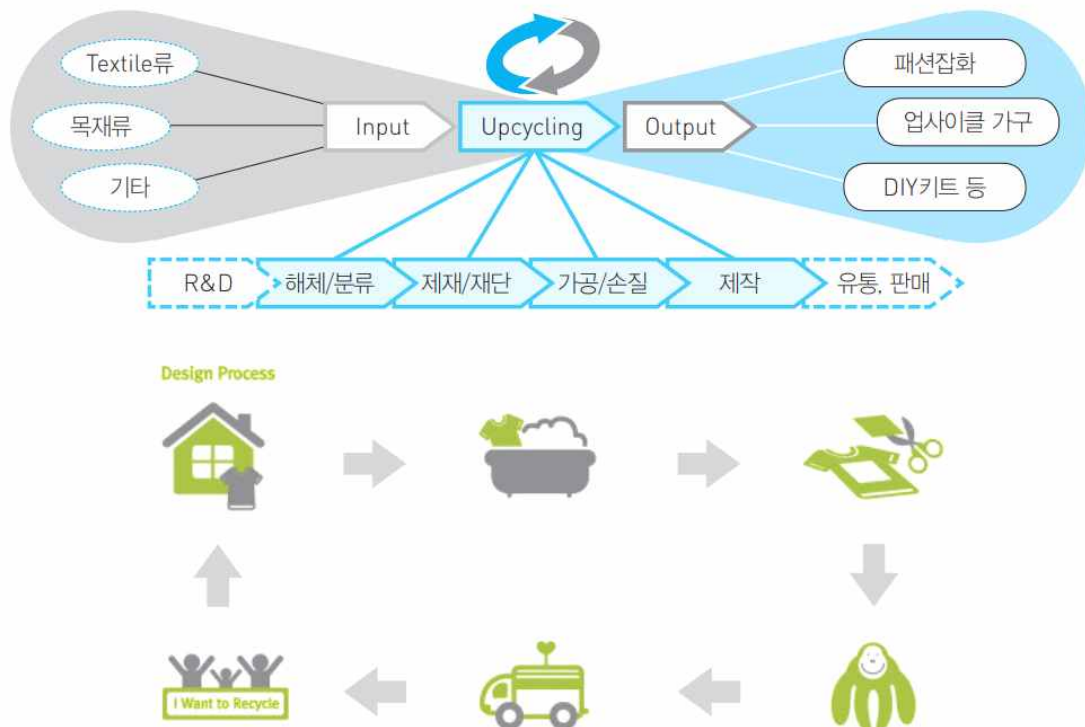 Textile류
목재류
기타
Input
Upcycling
Output
패션잡화
업사이클 가구
DIY키트 등
R&D
해체/분류
제재/재단
가공/손질
제작
유통, 판매
Design Process
I Want to Recycle